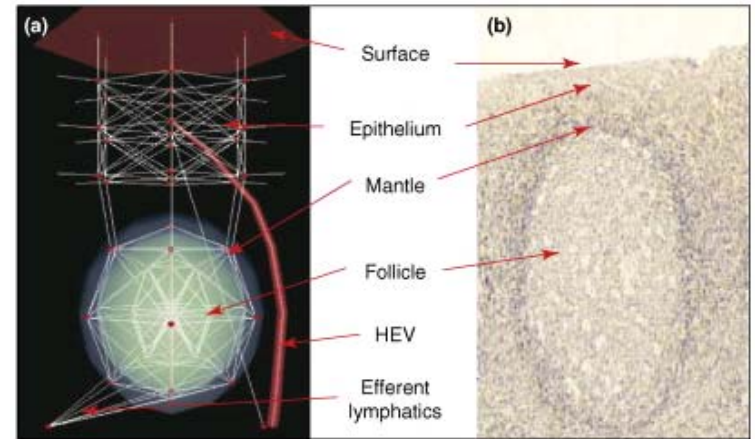 (a)
(b)
Surface
Epithelium
Mantle
Follicle
HEV
Efferent
lymphatics